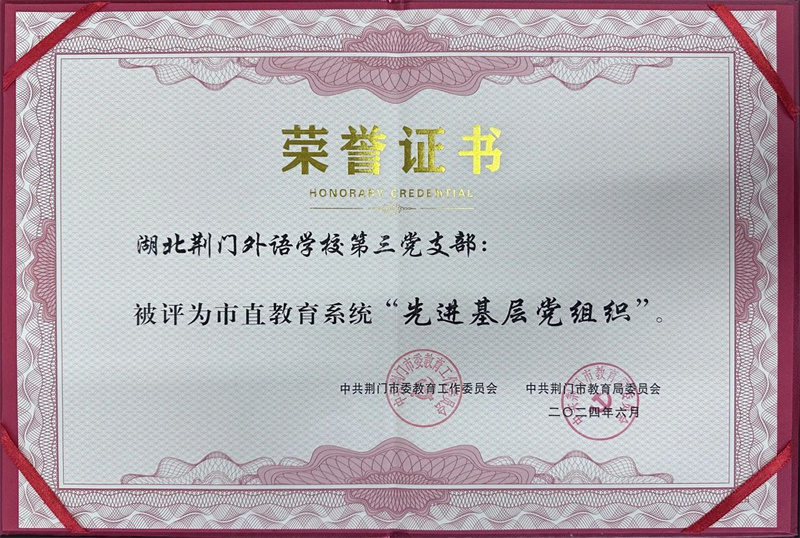 荣誉证书
HONORARY CREDENTIAL
湖北荆门外语学校第三党支部：
被评为市直教育系统“先进基层党组织”。
中共荆门市委教育工作委员会 中共荆门市教育局委员会
二〇二四年六月